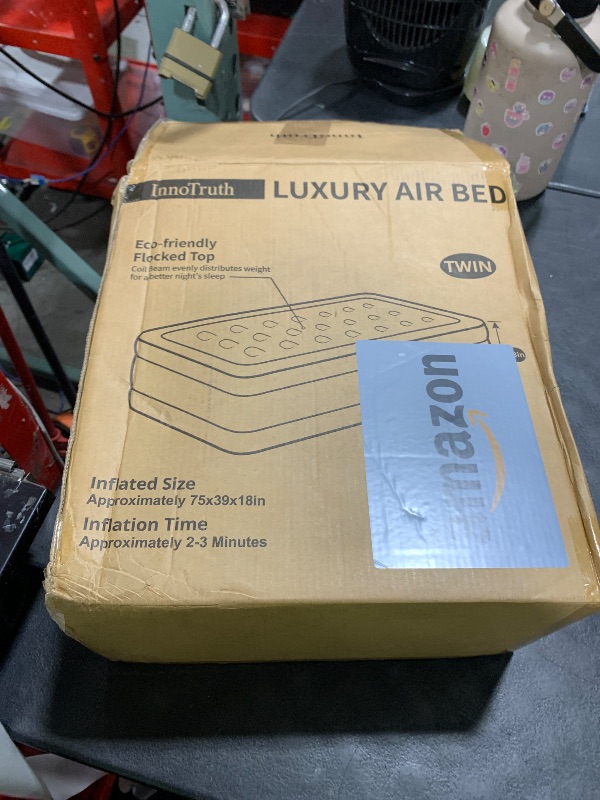 InnoTruth
InnoTruth LUXURY AIR BED
Eco-friendly
Flocked Top
Coil Beam evenly distributes weight
for a better night's sleep
TWIN
amazon
Inflated Size
Approximately 75x39x18in
Inflation Time
Approximately 2-3 Minutes